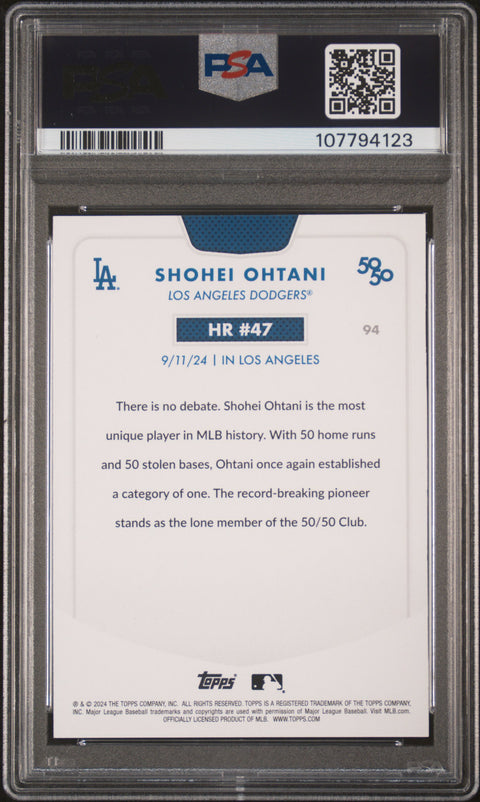 PSA
107794123
LA
SHOHEI OHTANI
50
50
LOS ANGELES DODGERS®
HR #47
94
9/11/24 | IN LOS ANGELES
There is no debate. Shohei Ohtani is the most
unique player in MLB history. With 50 home runs
and 50 stolen bases, Ohtani once again established
a category of one. The record-breaking pioneer
stands as the lone member of the 50/50 Club.
Topps
® & © 2024 THE TOPPS COMPANY, INC. ALL RIGHTS RESERVED. TOPPS IS A REGISTERED TRADEMARK OF THE TOPPS COMPANY,
INC. Major League Baseball trademarks and copyrights are used with permission of Major League Baseball. Visit MLB.com.
OFFICIALLY LICENSED PRODUCT OF MLB. WWW.TOPPS.COM